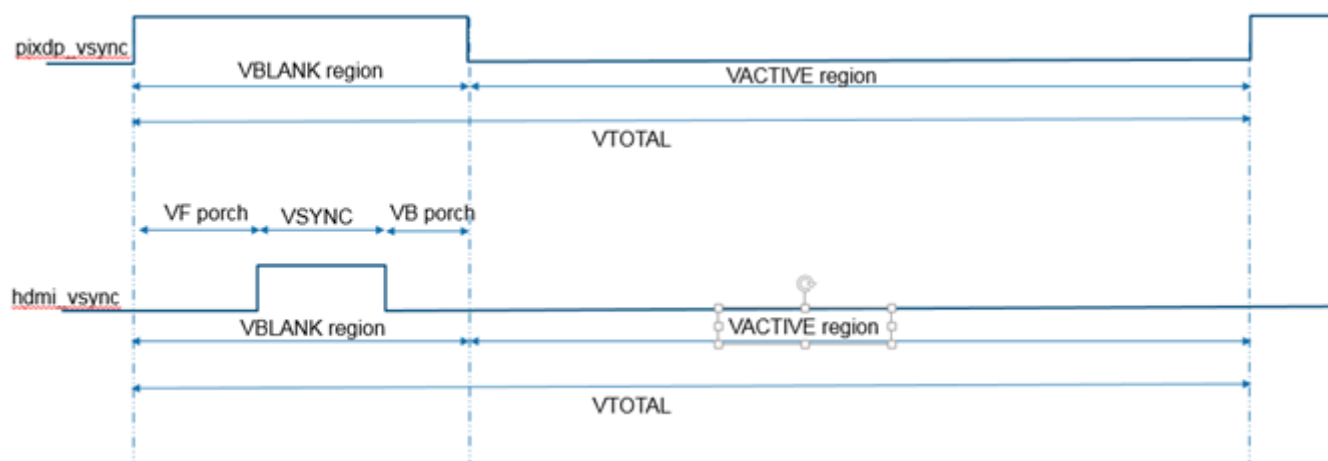 pixdp_vsync
VBLANK region
VACTIVE region
VTOTAL
VF porch
VSYNC
VB porch
hdmi_vsync
VBLANK region
VACTIVE region
VTOTAL